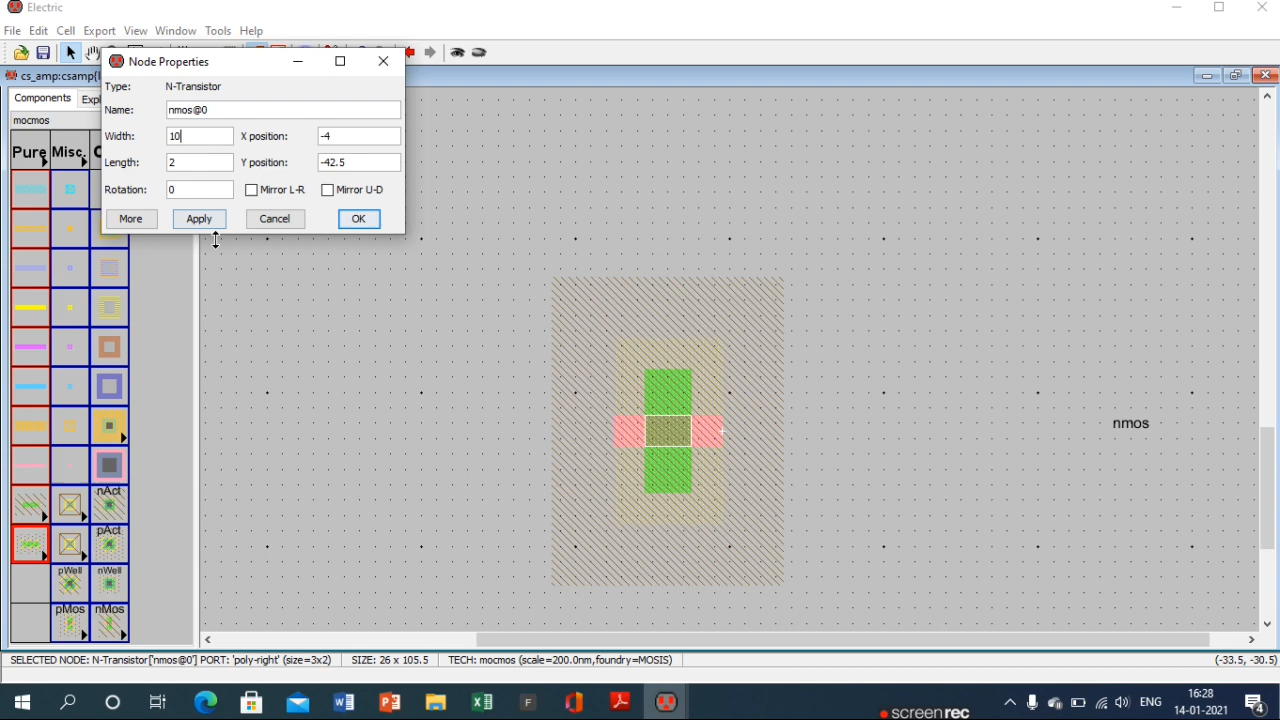 Electric
File Edit Cell Export View Window Tools Help
Node Properties
cs_amp:csamp{l
Type: N-Transistor
Components Expl
Name: nmos@0
mocmos
Width: 10 X position: -4
Pure Misc. C
Length: 2 Y position: -42.5
Rotation: 0 Mirror L-R Mirror U-D
More Apply Cancel OK
nmos
nAct
pAct
pWell nWell
pMos nMos
SELECTED NODE: N-Transistor['nmos@0'] PORT: 'poly-right' (size=3x2) SIZE: 26 x 105.5 TECH: mocmos (scale=200.0nm,foundry=MOSIS) (-33.5, -30.5)
ENG
16:28
14-01-2021
4
screenrec